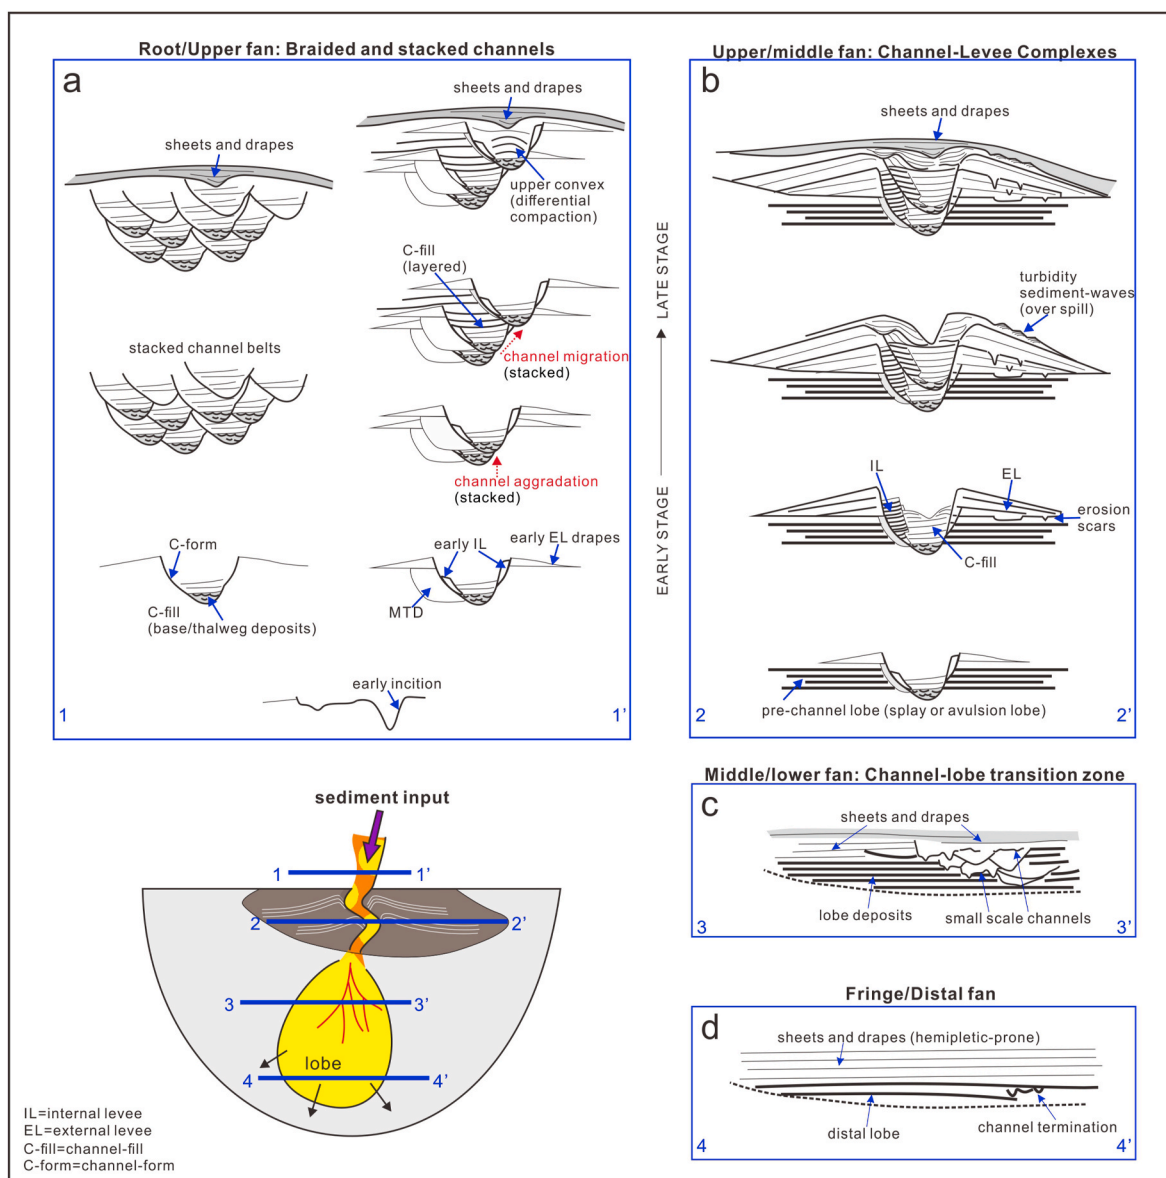 Root/Upper fan: Braided and stacked channels
a
sheets and drapes
sheets and drapes
upper convex
(differential
compaction)
C-fill
(layered)
channel migration
(stacked)
stacked channel belts
channel aggradation
(stacked)
C-form
C-fill
(base/thalweg deposits)
early IL
early EL drapes
MTD
early incition
1
1'
EARLY STAGE
LATE STAGE
Upper/middle fan: Channel-Levee Complexes
b
sheets and drapes
turbidity
sediment-waves
(over spill)
IL
EL
erosion
scars
C-fill
pre-channel lobe (splay or avulsion lobe)
2
2'
sediment input
1
1'
2
2'
3
3'
lobe
4
4'
IL=internal levee
EL=external levee
C-fill=channel-fill
C-form=channel-form
Middle/lower fan: Channel-lobe transition zone
c
sheets and drapes
lobe deposits
small scale channels
3
3'
Fringe/Distal fan
d
sheets and drapes (hemipletic-prone)
distal lobe
channel termination
4
4'